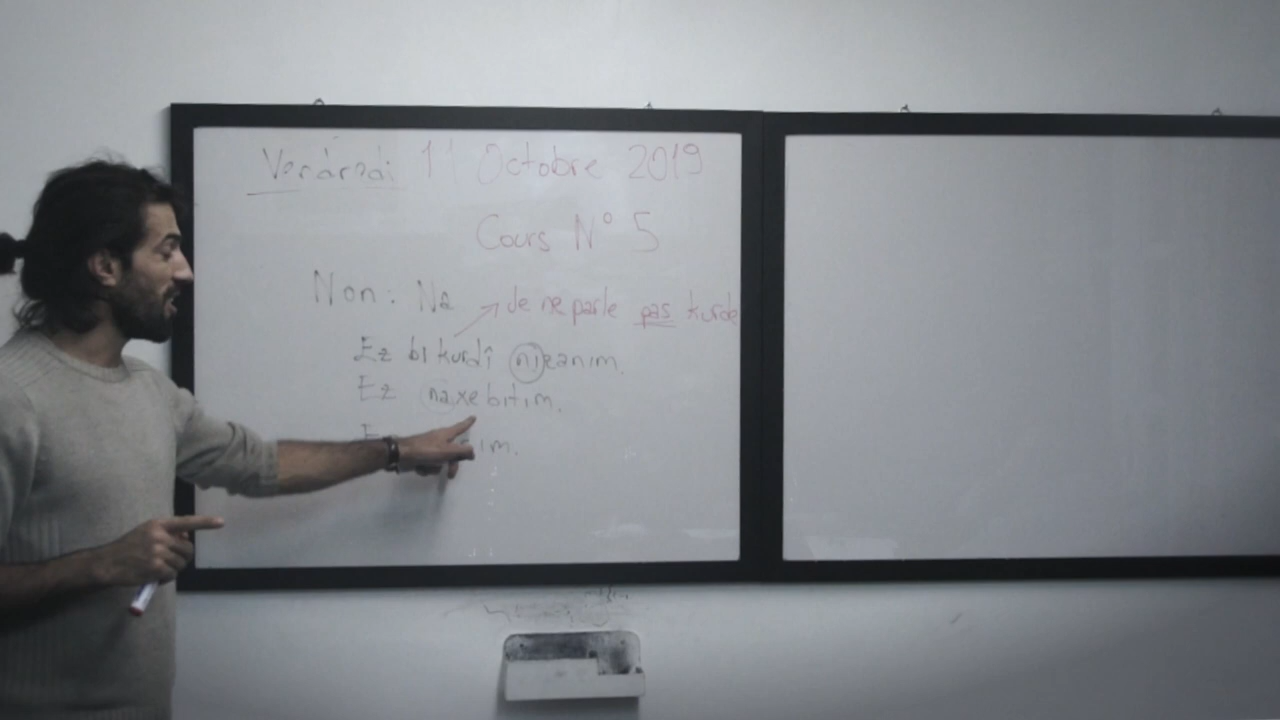 Vendredi 11 Octobre 2019
Cours N° 5
Non: Na → Je ne parle pas kurde
Ez bi kurdî nizanim.
Ez naxebitim.